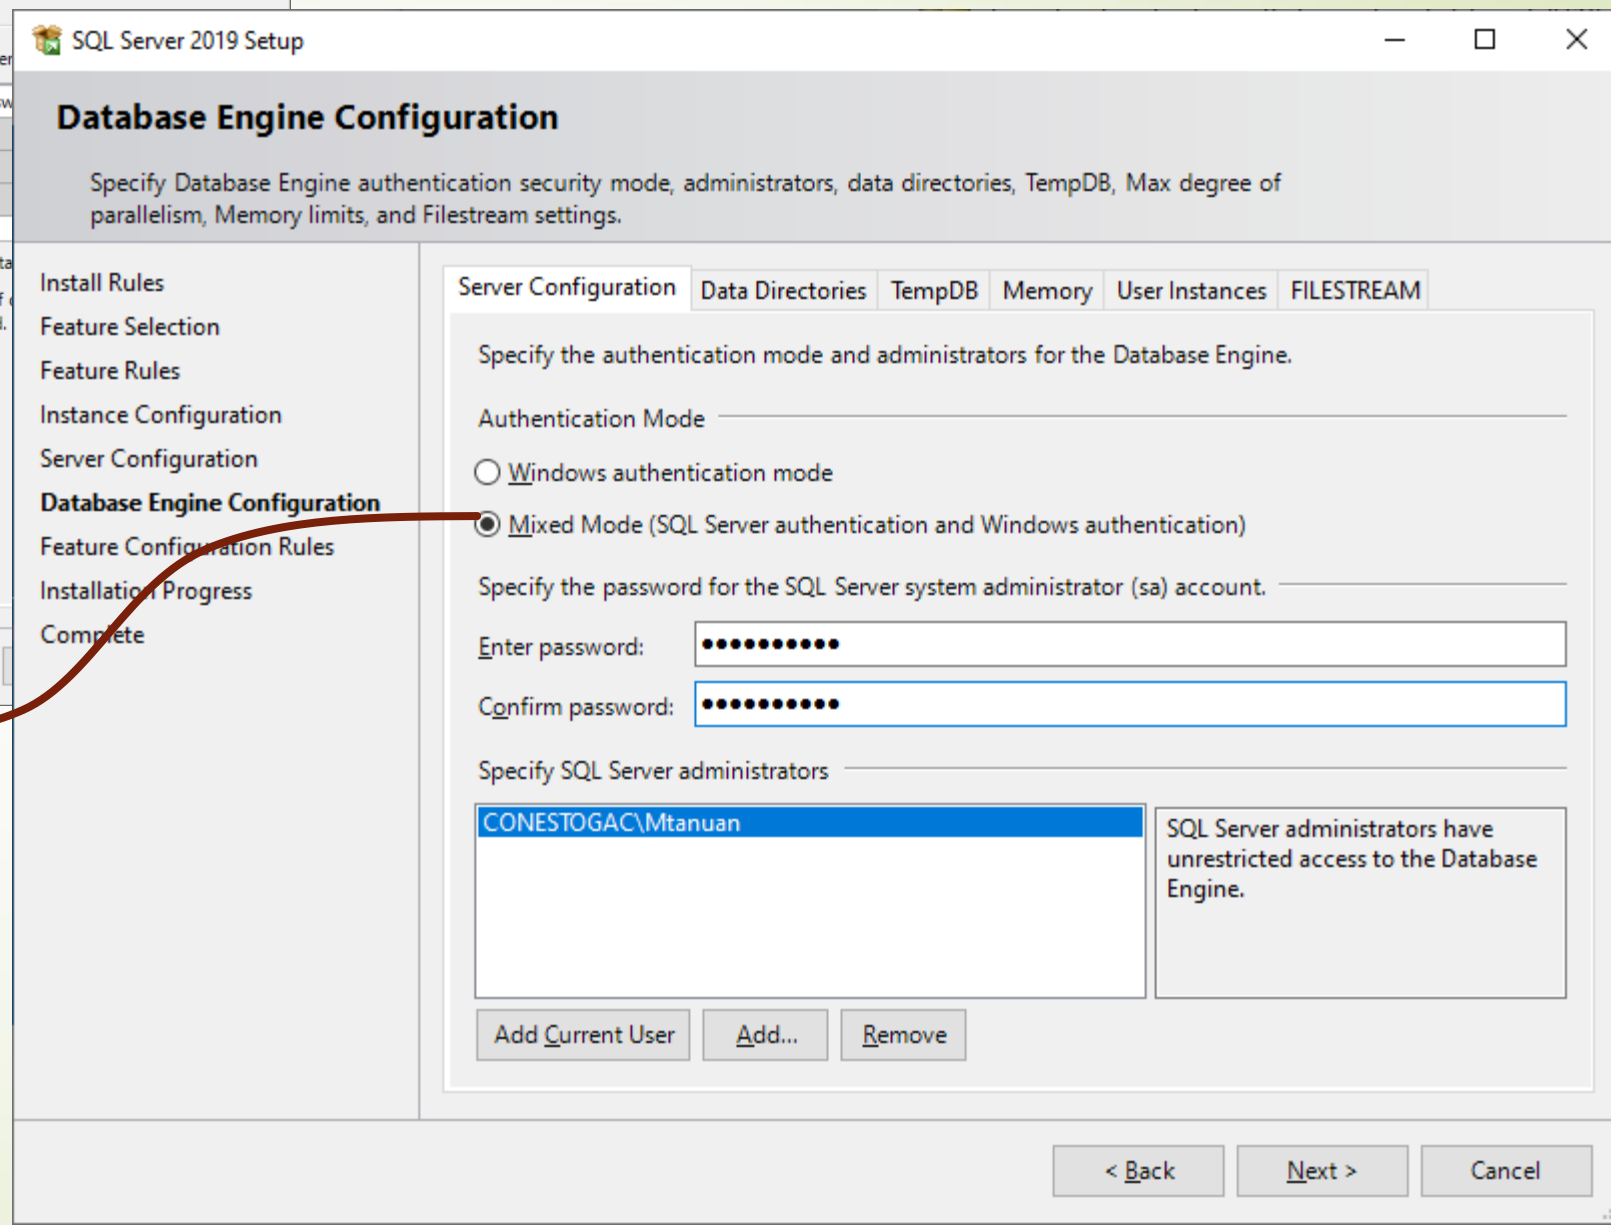 SQL Server 2019 Setup
Database Engine Configuration
Specify Database Engine authentication security mode, administrators, data directories, TempDB, Max degree of
parallelism, Memory limits, and Filestream settings.
Install Rules
Feature Selection
Feature Rules
Instance Configuration
Server Configuration
Database Engine Configuration
Feature Configuration Rules
Installation Progress
Complete
Server Configuration Data Directories TempDB Memory User Instances FILESTREAM
Specify the authentication mode and administrators for the Database Engine.
Authentication Mode
Windows authentication mode
Mixed Mode (SQL Server authentication and Windows authentication)
Specify the password for the SQL Server system administrator (sa) account.
Enter password: ●●●●●●●●●●
Confirm password: ●●●●●●●●●●
Specify SQL Server administrators
CONESTOGAC\Mtanuan
SQL Server administrators have
unrestricted access to the Database
Engine.
Add Current User Add... Remove
< Back Next > Cancel